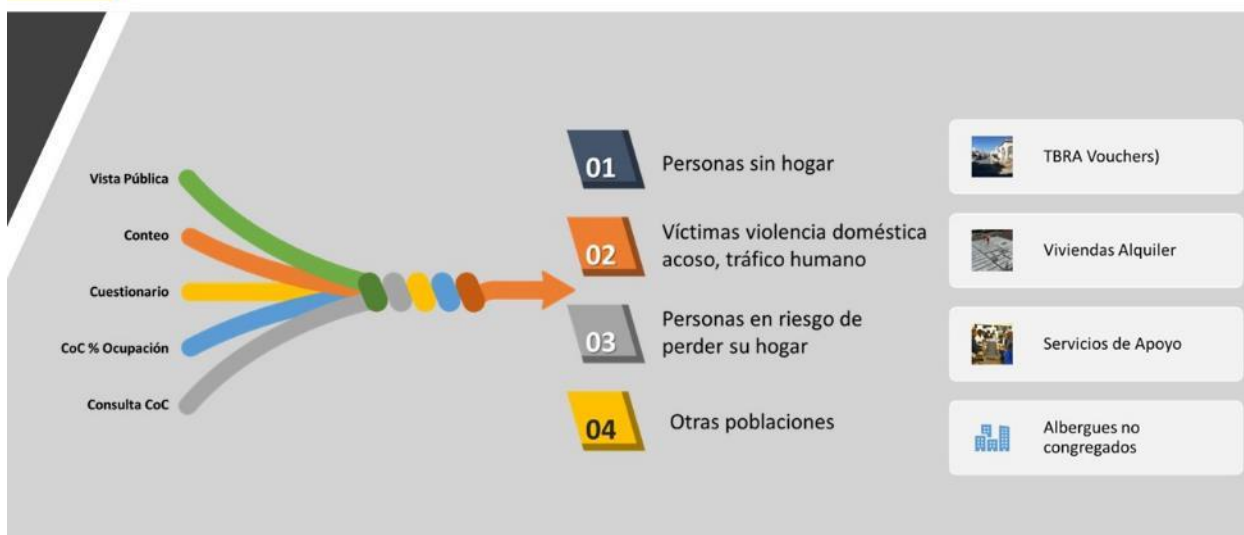 Vista Pública
Conteo
Cuestionario
CoC % Ocupación
Consulta CoC
01
Personas sin hogar
02
Víctimas violencia doméstica
acoso, tráfico humano
03
Personas en riesgo de
perder su hogar
04
Otras poblaciones
TBRA Vouchers)
Viviendas Alquiler
Servicios de Apoyo
Albergues no
congregados